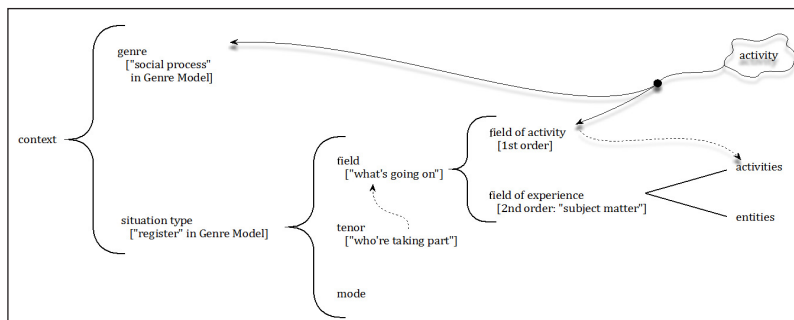 genre
["social process"
in Genre Model]
activity
context
field of activity
[1st order]
field
["what's going on"]
activities
field of experience
[2nd order: "subject matter"]
situation type
["register" in Genre Model]
tenor
["who're taking part"]
entities
mode